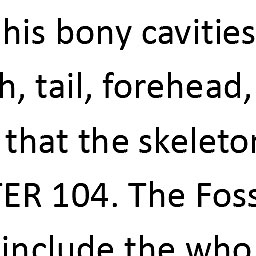 his bony cavities
h, tail, forehead,
that the skeleton
TER 104. The Foss
include the who